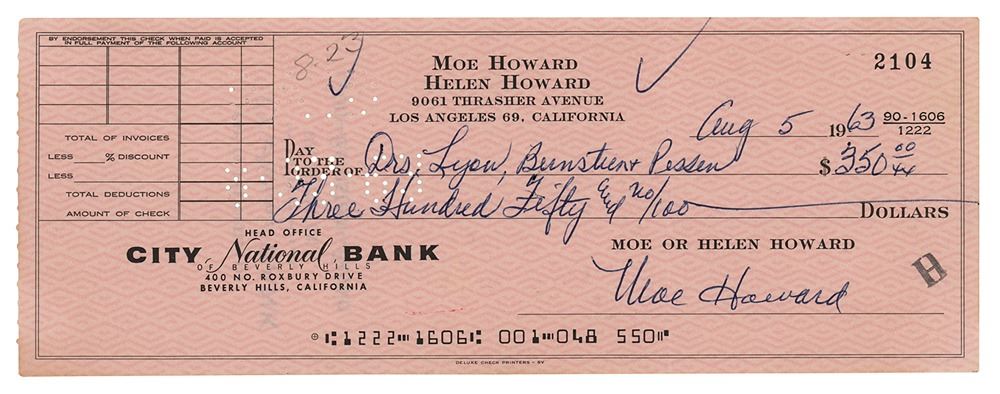 BY ENDORSEMENT THIS CHECK WHEN PAID IS ACCEPTED
IN FULL PAYMENT OF THE FOLLOWING ACCOUNT
8-23
MOE HOWARD
HELEN HOWARD
9061 THRASHER AVENUE
LOS ANGELES 69, CALIFORNIA
2104
Aug 5 1963
90-1606
1222
TOTAL OF INVOICES
LESS % DISCOUNT
LESS
TOTAL DEDUCTIONS
AMOUNT OF CHECK
PAY TO THE ORDER OF Drs, Lyon, Bernstien & Pessen $350 00/xx
Three Hundred Fifty and no/100 DOLLARS
HEAD OFFICE
CITY National BANK
OF BEVERLY HILLS
400 NO. ROXBURY DRIVE
BEVERLY HILLS, CALIFORNIA
MOE OR HELEN HOWARD
Moe Howard
H
⑆1222⑉1606⑆ 001⑉048 550⑈
DELUXE CHECK PRINTERS - SV